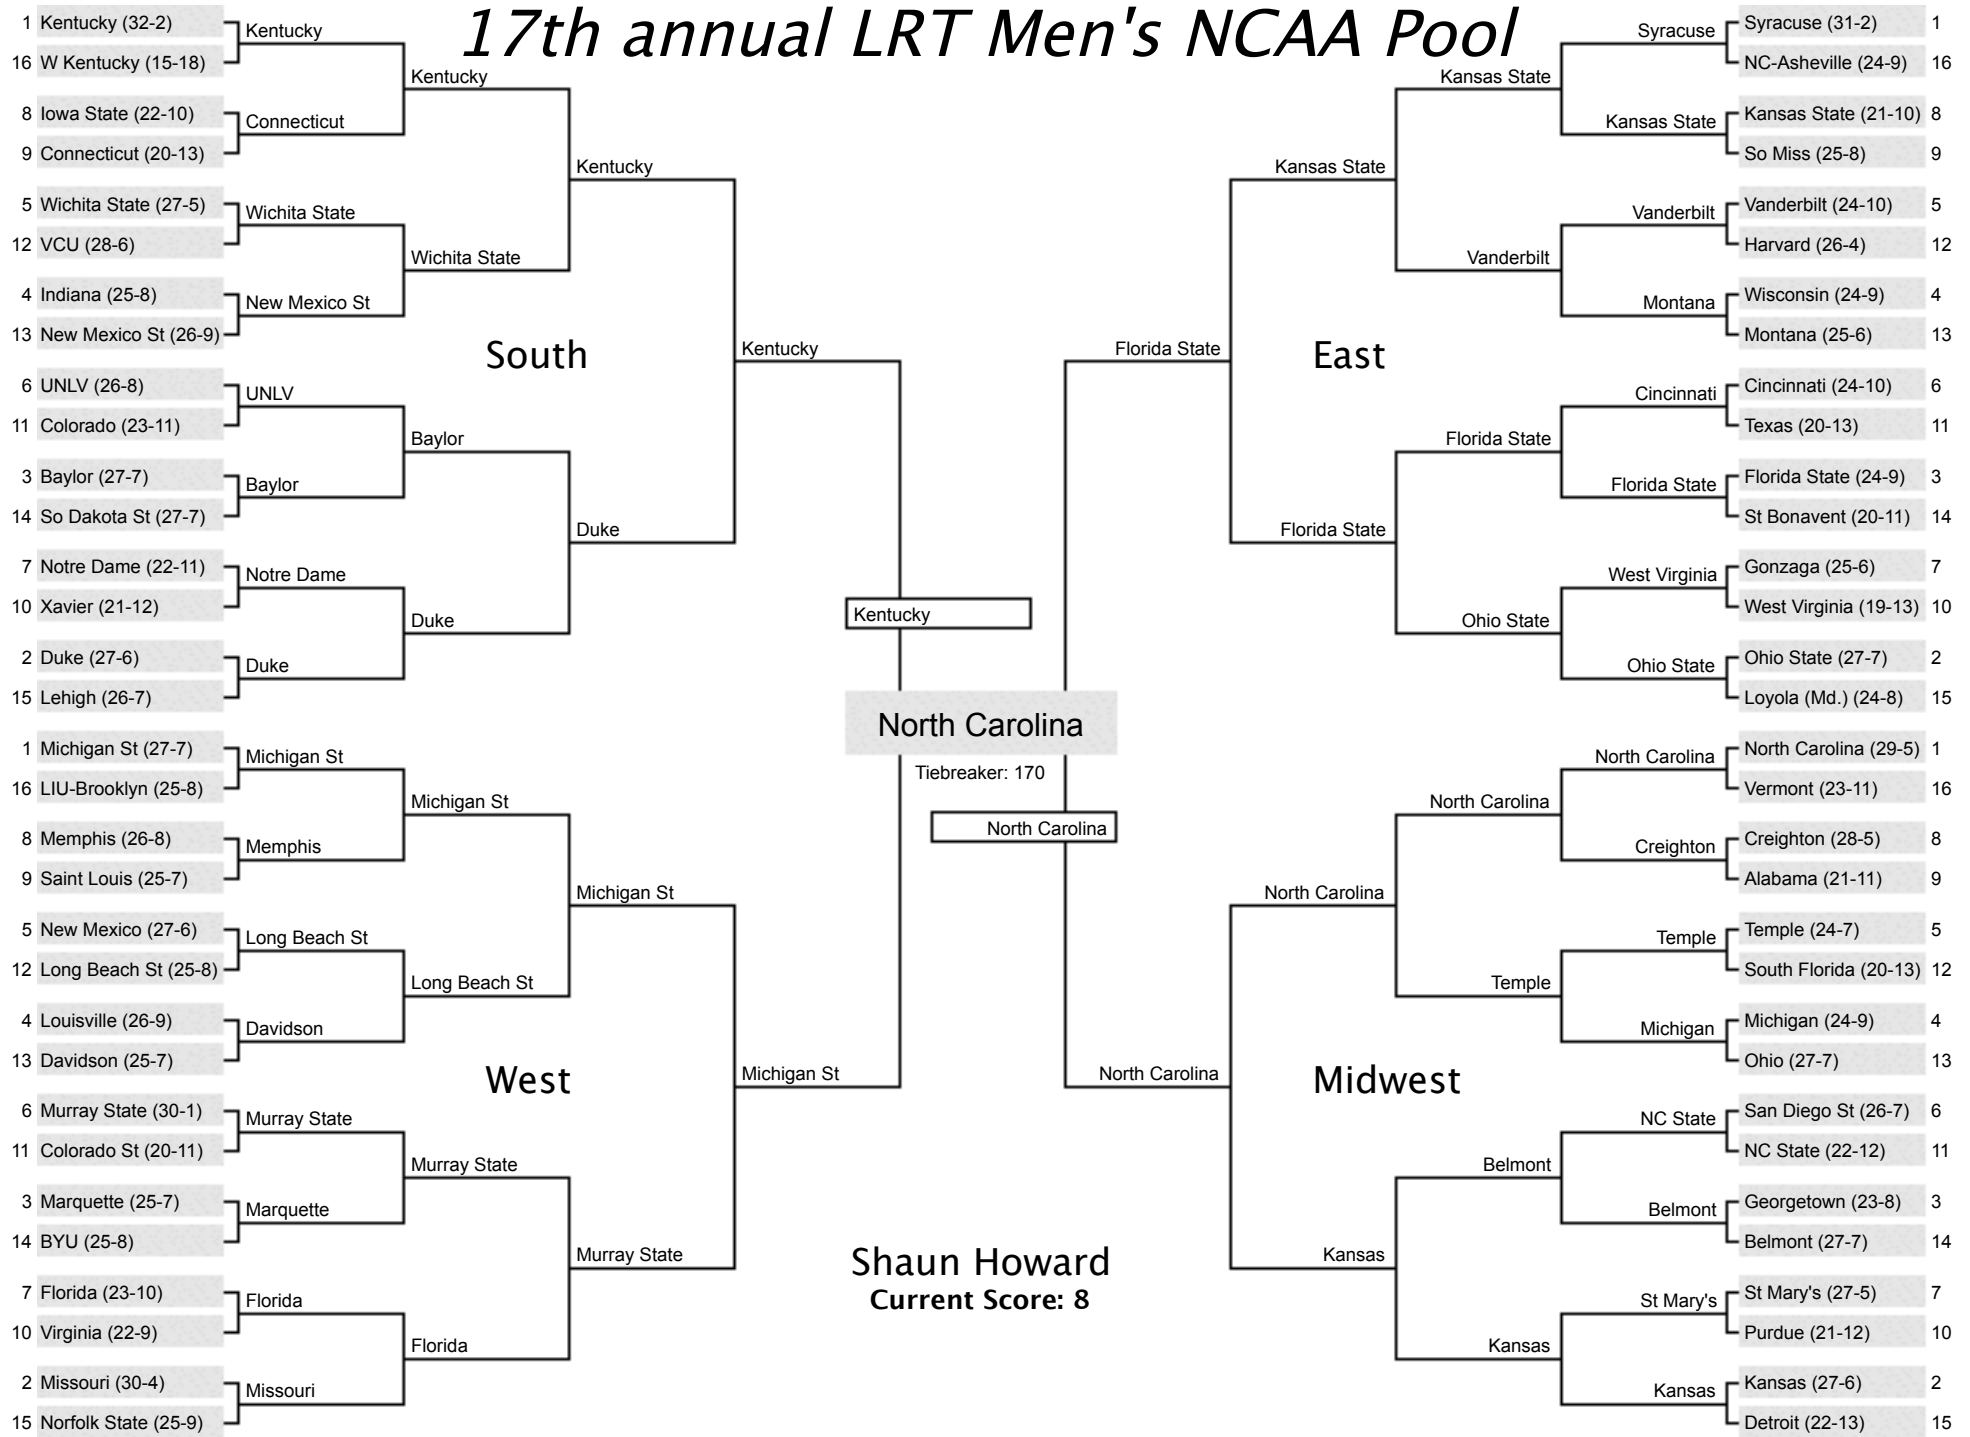 17th annual LRT Men's NCAA Pool
1 Kentucky (32-2)
16 W Kentucky (15-18)
8 Iowa State (22-10)
9 Connecticut (20-13)
5 Wichita State (27-5)
12 VCU (28-6)
4 Indiana (25-8)
13 New Mexico St (26-9)
6 UNLV (26-8)
11 Colorado (23-11)
3 Baylor (27-7)
14 So Dakota St (27-7)
7 Notre Dame (22-11)
10 Xavier (21-12)
2 Duke (27-6)
15 Lehigh (26-7)
Kentucky
Connecticut
Wichita State
New Mexico St
UNLV
Baylor
Notre Dame
Duke
Kentucky
Wichita State
Baylor
Duke
Kentucky
Duke
Kentucky
South
1 Michigan St (27-7)
16 LIU-Brooklyn (25-8)
8 Memphis (26-8)
9 Saint Louis (25-7)
5 New Mexico (27-6)
12 Long Beach St (25-8)
4 Louisville (26-9)
13 Davidson (25-7)
6 Murray State (30-1)
11 Colorado St (20-11)
3 Marquette (25-7)
14 BYU (25-8)
7 Florida (23-10)
10 Virginia (22-9)
2 Missouri (30-4)
15 Norfolk State (25-9)
Michigan St
Memphis
Long Beach St
Davidson
Murray State
Marquette
Florida
Missouri
Michigan St
Long Beach St
Murray State
Florida
Michigan St
Murray State
Michigan St
West
Kentucky
North Carolina
Tiebreaker: 170
North Carolina
Shaun Howard
Current Score: 8
Syracuse (31-2) 1
NC-Asheville (24-9) 16
Kansas State (21-10) 8
So Miss (25-8) 9
Vanderbilt (24-10) 5
Harvard (26-4) 12
Wisconsin (24-9) 4
Montana (25-6) 13
Cincinnati (24-10) 6
Texas (20-13) 11
Florida State (24-9) 3
St Bonavent (20-11) 14
Gonzaga (25-6) 7
West Virginia (19-13) 10
Ohio State (27-7) 2
Loyola (Md.) (24-8) 15
Syracuse
Kansas State
Vanderbilt
Montana
Cincinnati
Florida State
West Virginia
Ohio State
Kansas State
Vanderbilt
Florida State
Ohio State
Kansas State
Florida State
Florida State
East
North Carolina (29-5) 1
Vermont (23-11) 16
Creighton (28-5) 8
Alabama (21-11) 9
Temple (24-7) 5
South Florida (20-13) 12
Michigan (24-9) 4
Ohio (27-7) 13
San Diego St (26-7) 6
NC State (22-12) 11
Georgetown (23-8) 3
Belmont (27-7) 14
St Mary's (27-5) 7
Purdue (21-12) 10
Kansas (27-6) 2
Detroit (22-13) 15
North Carolina
Creighton
Temple
Michigan
NC State
Belmont
St Mary's
Kansas
North Carolina
Temple
Belmont
Kansas
North Carolina
Kansas
North Carolina
Midwest